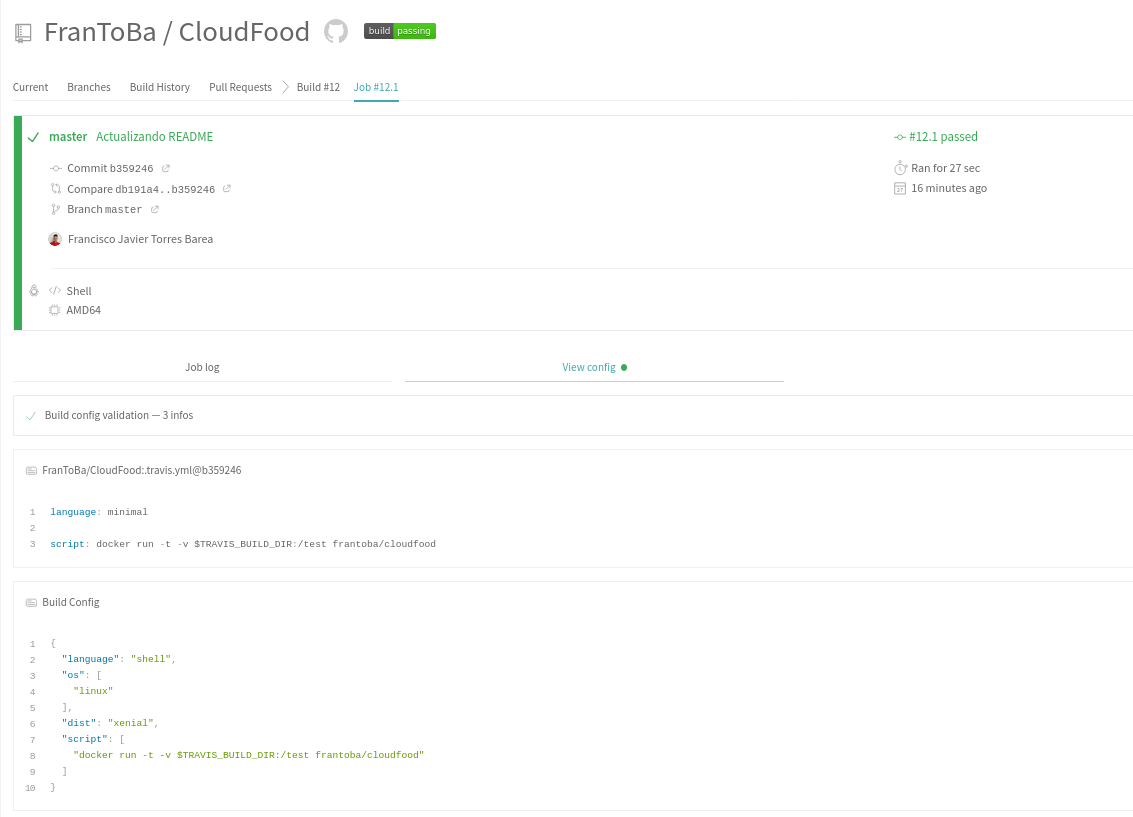 FranToBa / CloudFood build passing
Current Branches Build History Pull Requests Build #12 Job #12.1
master Actualizando README
#12.1 passed
Commit b359246
Ran for 27 sec
Compare db191a4..b359246
16 minutes ago
Branch master
Francisco Javier Torres Barea
Shell
AMD64
Job log View config
Build config validation — 3 infos
FranToBa/CloudFood:.travis.yml@b359246
1 language: minimal
2
3 script: docker run -t -v $TRAVIS_BUILD_DIR:/test frantoba/cloudfood
Build Config
1 {
2 "language": "shell",
3 "os": [
4 "linux"
5 ],
6 "dist": "xenial",
7 "script": [
8 "docker run -t -v $TRAVIS_BUILD_DIR:/test frantoba/cloudfood"
9 ]
10 }